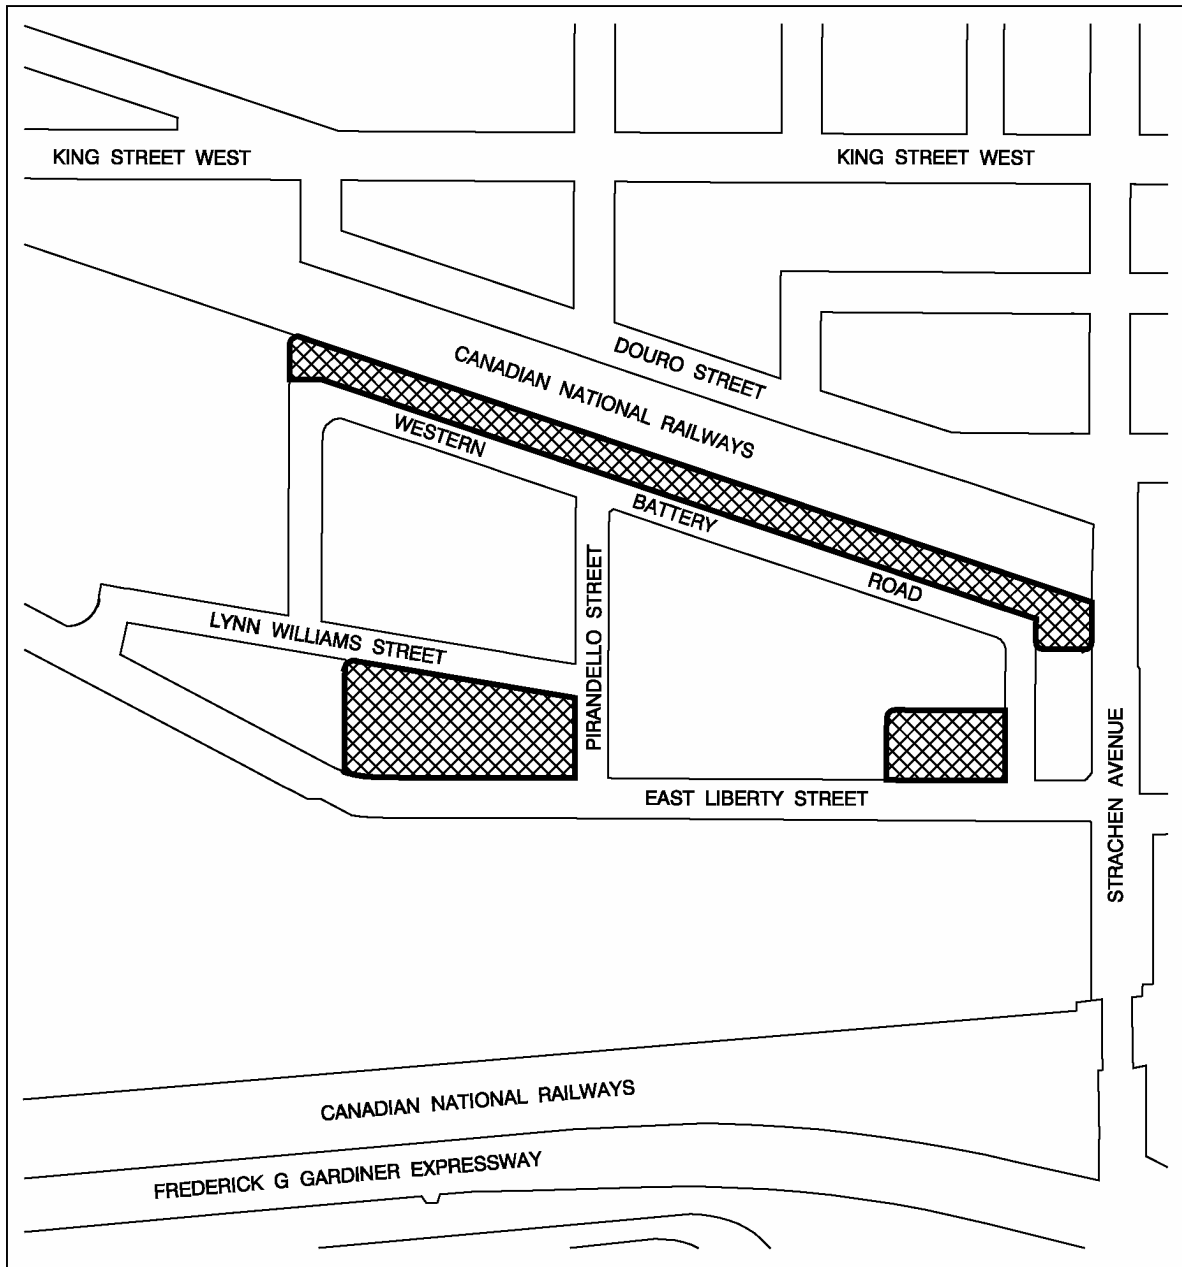 KING STREET WEST
KING STREET WEST
DOURO STREET
CANADIAN NATIONAL RAILWAYS
WESTERN BATTERY ROAD
PIRANDELLO STREET
LYNN WILLIAMS STREET
EAST LIBERTY STREET
STRACHEN AVENUE
CANADIAN NATIONAL RAILWAYS
FREDERICK G GARDINER EXPRESSWAY